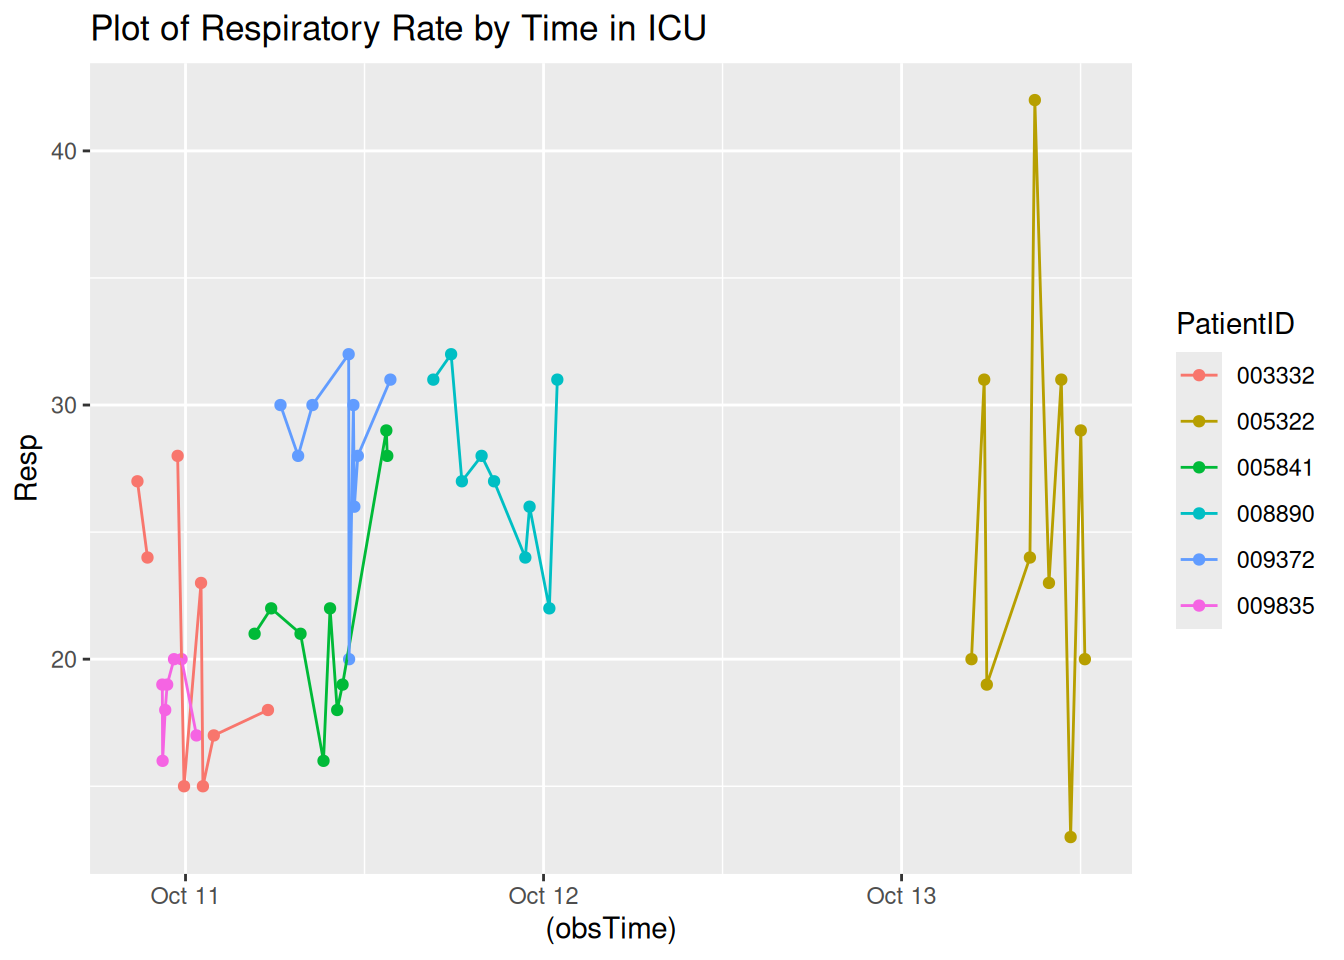 Plot of Respiratory Rate by Time in ICU
Resp
40
30
20
Oct 11
Oct 12
Oct 13
(obsTime)
PatientID
003332
005322
005841
008890
009372
009835